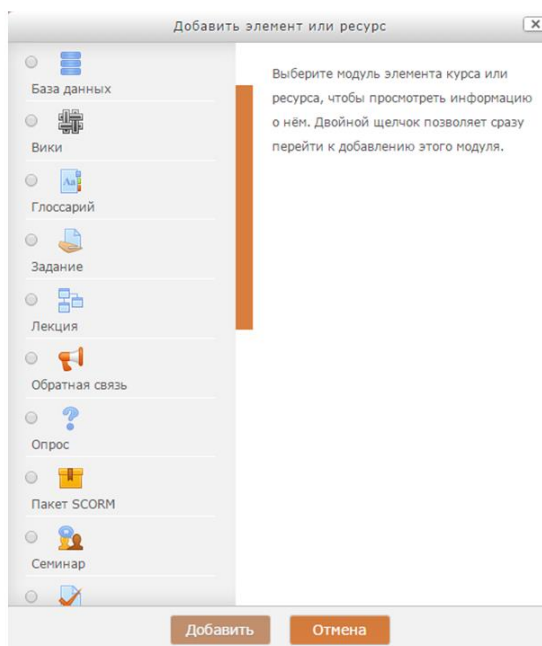 Добавить элемент или ресурс
База данных
Вики
Глоссарий
Задание
Лекция
Обратная связь
Опрос
Пакет SCORM
Семинар
Выберите модуль элемента курса или
ресурса, чтобы просмотреть информацию
о нём. Двойной щелчок позволяет сразу
перейти к добавлению этого модуля.
Добавить
Отмена